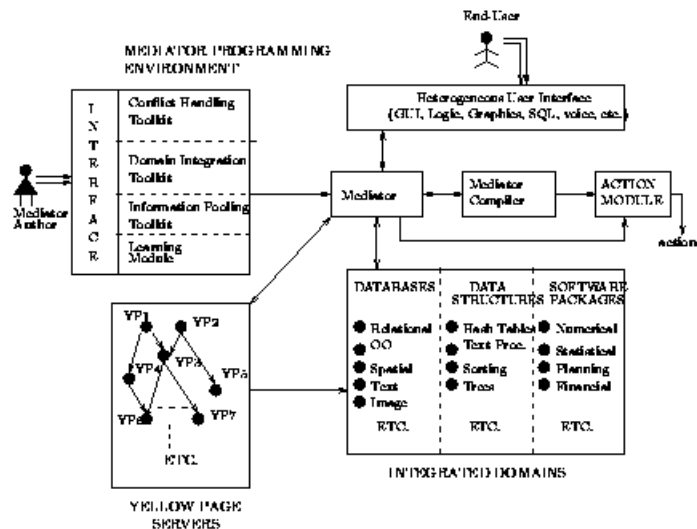 End-User
MEDIATOR PROGRAMMING
ENVIRONMENT
INTERFACE
Conflict Handling
Toolkit
Domain Integration
Toolkit
Information Pooling
Toolkit
Learning
Module
Mediator
Author
Heterogeneous User Interface
{GUI, Logic, Graphics, SQL, voice, etc.}
Mediator
Mediator
Compiler
ACTION
MODULE
action
YP1
YP2
YP3
YP4
YP5
YP6
YP7
ETC.
YELLOW PAGE
SERVERS
DATABASES
Relational
OO
Spatial
Text
Image
ETC.
DATA
STRUCTURES
Hash Tables
Text Proc.
Sorting
Trees
ETC.
SOFTWARE
PACKAGES
Numerical
Statistical
Planning
Financial
ETC.
INTEGRATED DOMAINS